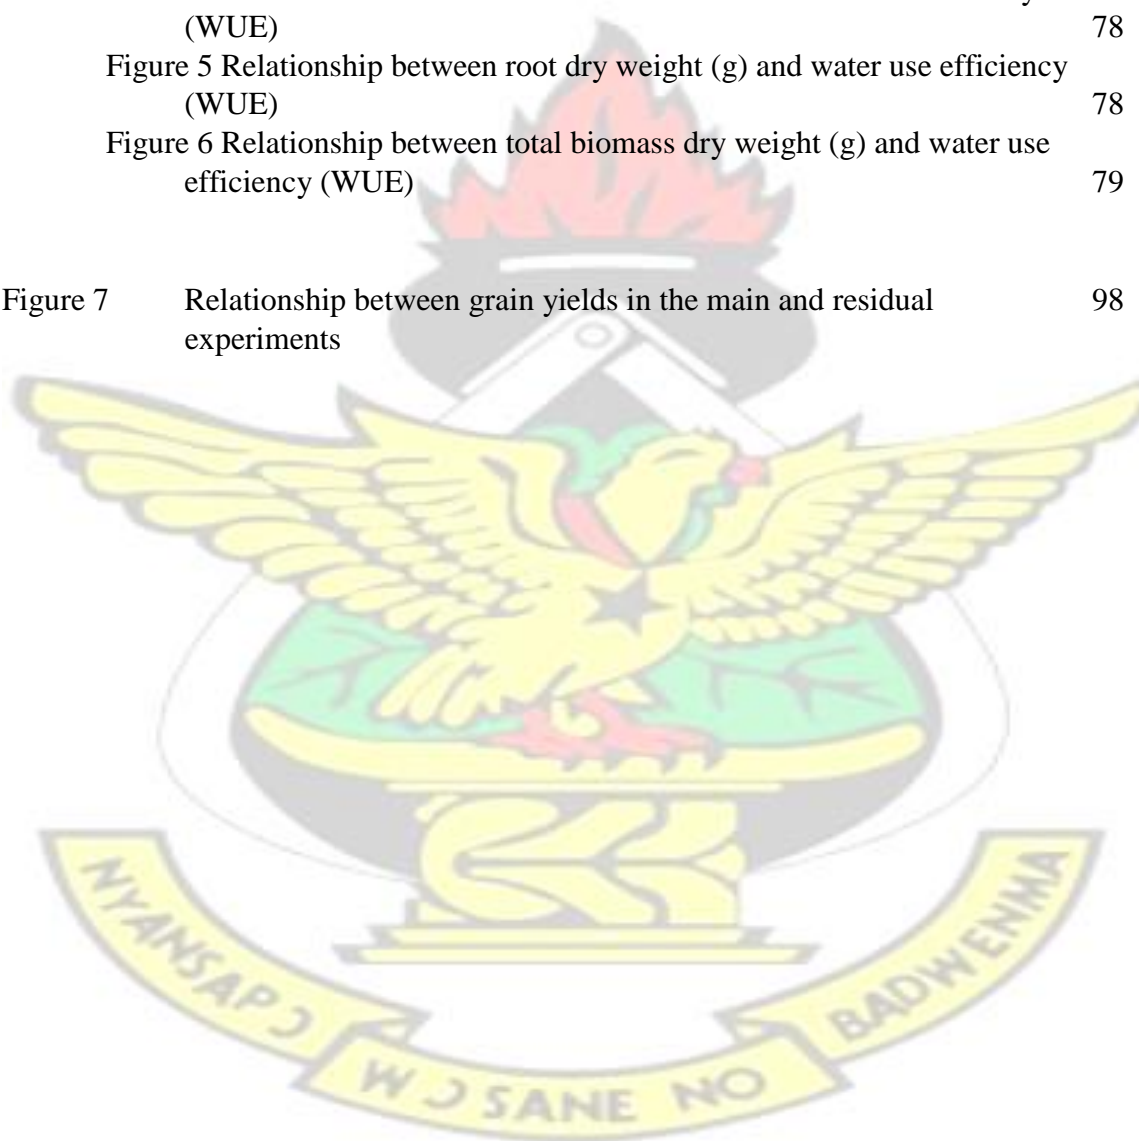 (WUE) 78
Figure 5 Relationship between root dry weight (g) and water use efficiency
(WUE) 78
Figure 6 Relationship between total biomass dry weight (g) and water use
efficiency (WUE) 79
Figure 7 Relationship between grain yields in the main and residual 98
experiments
NYANSAPƆ
WƆ SANE NO
BADWENMA